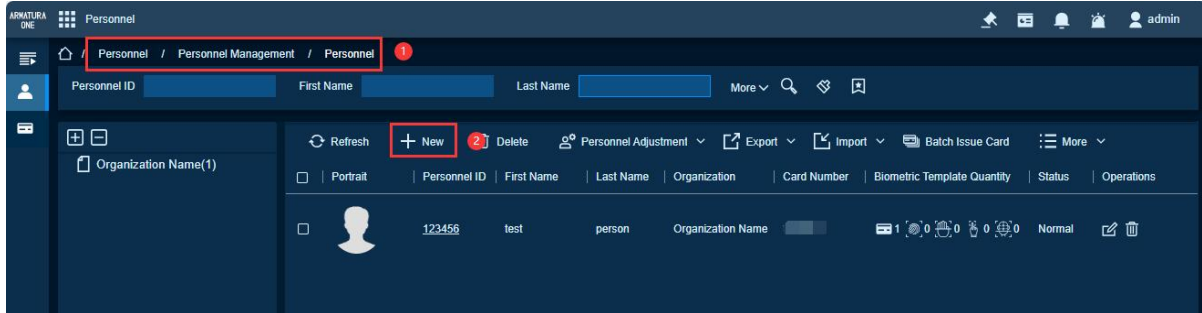 ARMATURA ONE Personnel admin
/ Personnel / Personnel Management / Personnel 1
Personnel ID First Name Last Name More
Refresh New 2 Delete Personnel Adjustment Export Import Batch Issue Card More
Organization Name(1)
Portrait Personnel ID First Name Last Name Organization Card Number Biometric Template Quantity Status Operations
123456 test person Organization Name 1 0 0 0 0 Normal